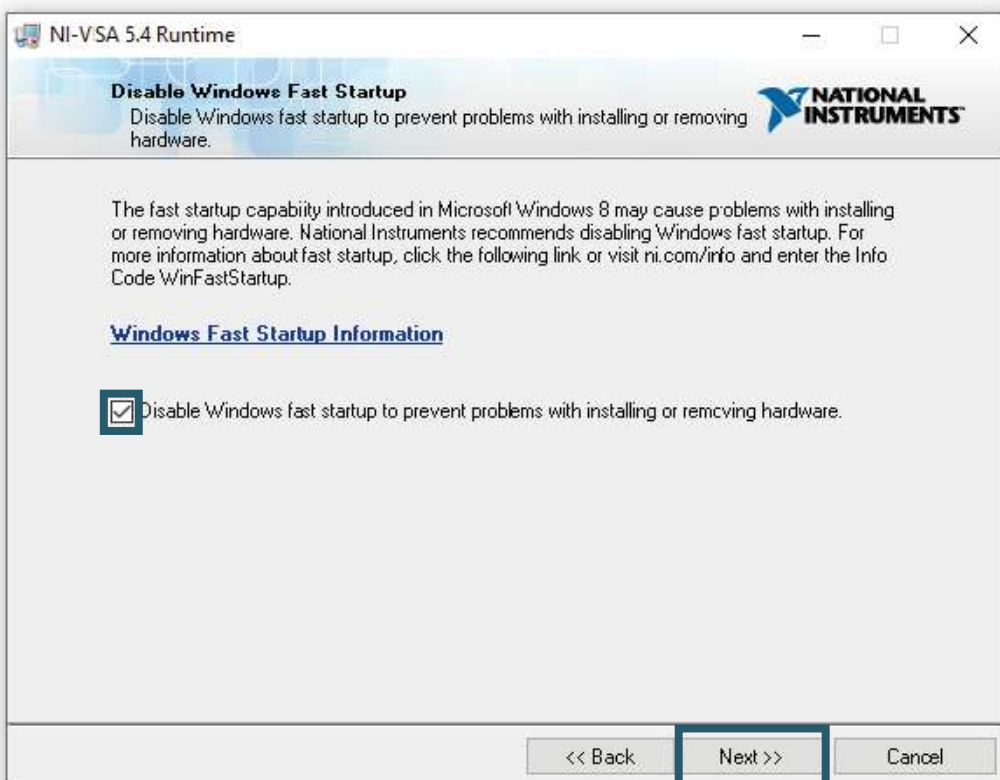 NI-VISA 5.4 Runtime
Disable Windows Fast Startup
Disable Windows fast startup to prevent problems with installing or removing
hardware.
NATIONAL
INSTRUMENTS™
The fast startup capabiity introduced in Microsoft Windows 8 may cause problems with installing
or removing hardware. National Instruments recommends disabling Windows fast startup. For
more information about fast startup, click the following link or visit ni.com/info and enter the Info
Code WinFastStartup.
Windows Fast Startup Information
Disable Windows fast startup to prevent problems with installing or removing hardware.
<< Back
Next >>
Cancel